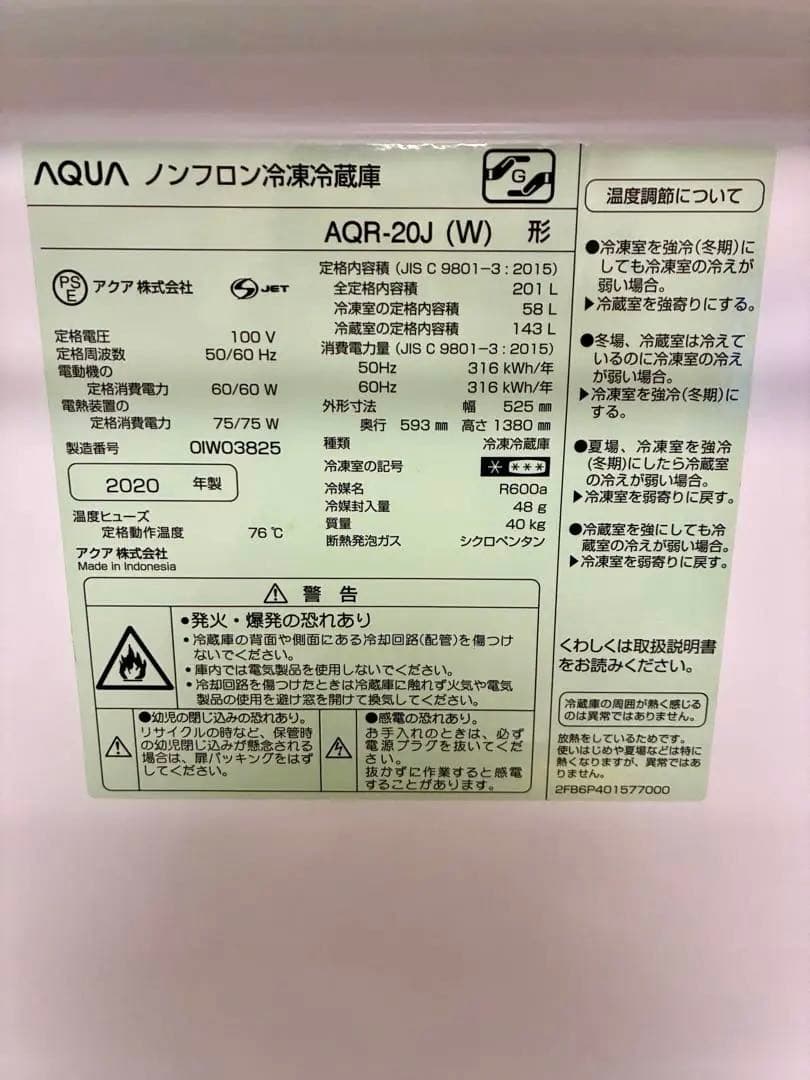 AQUA ノンフロン冷凍冷蔵庫
G
AQR-20J (W) 形
PS
E
アクア 株式会社
S JET
定格電圧 100 V
定格周波数 50/60 Hz
電動機の
定格消費電力 60/60 W
電熱装置の
定格消費電力 75/75 W
製造番号 OIW03825
2020 年製
温度ヒューズ
定格動作温度 76 ℃
アクア 株式会社
Made in Indonesia
定格内容積 (JIS C 9801-3 : 2015)
全定格内容積 201 L
冷凍室の定格内容積 58 L
冷蔵室の定格内容積 143 L
消費電力量 (JIS C 9801-3 : 2015)
50Hz 316 kWh/年
60Hz 316 kWh/年
外形寸法 幅 525 mm
奥行 593 mm 高さ 1380 mm
種類 冷凍冷蔵庫
冷凍室の記号 * ***
冷媒名 R600a
冷媒封入量 48 g
質量 40 kg
断熱発泡ガス シクロペンタン
⚠ 警 告
●発火・爆発の恐れあり
・冷蔵庫の背面や側面にある冷却回路(配管)を傷つけ
ないでください。
・庫内では電気製品を使用しないでください。
・冷却回路を傷つけたときは冷蔵庫に触れず火気や電気
製品の使用を避け窓を開けて換気してください。
●幼児の閉じ込みの恐れあり。
リサイクルの時など、保管時
の幼児閉じ込みが懸念される
場合は、扉パッキングをはず
してください。
●感電の恐れあり。
お手入れのときは、必ず
電源プラグを抜いてくだ
さい。
抜かずに作業すると感電
することがあります。
温度調節について
●冷凍室を強冷(冬期)に
しても冷凍室の冷えが
弱い場合。
▶冷蔵室を強寄りにする。
●冬場、冷蔵室は冷えて
いるのに冷凍室の冷え
が弱い場合。
▶冷凍室を強冷(冬期)に
する。
●夏場、冷凍室を強冷
(冬期)にしたら冷蔵室
の冷えが弱い場合。
▶冷凍室を弱寄りに戻す。
●冷蔵室を強にしても冷
蔵室の冷えが弱い場合。
▶冷凍室を弱寄りに戻す。
くわしくは取扱説明書
をお読みください。
冷蔵庫の周囲が熱く感じる
のは異常ではありません。
放熱をしているためです。
使いはじめや夏場などは特に
熱くなりますが、異常ではあ
りません。
2FB6P401577000